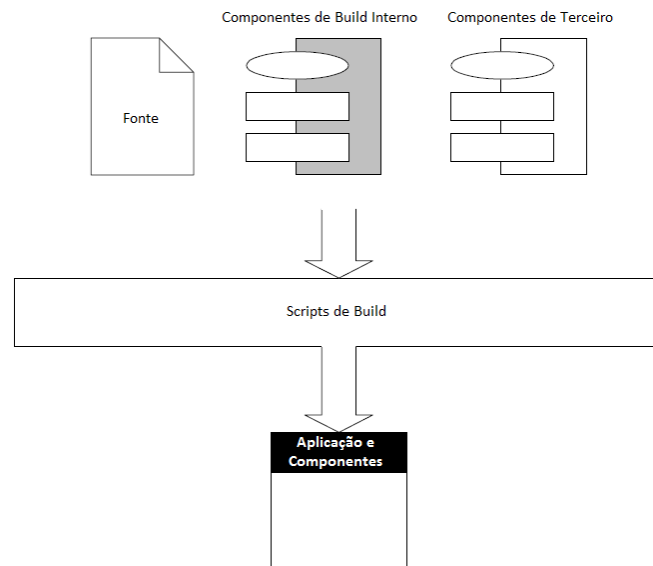 Componentes de Build Interno
Componentes de Terceiro
Fonte
Scripts de Build
Aplicação e
Componentes